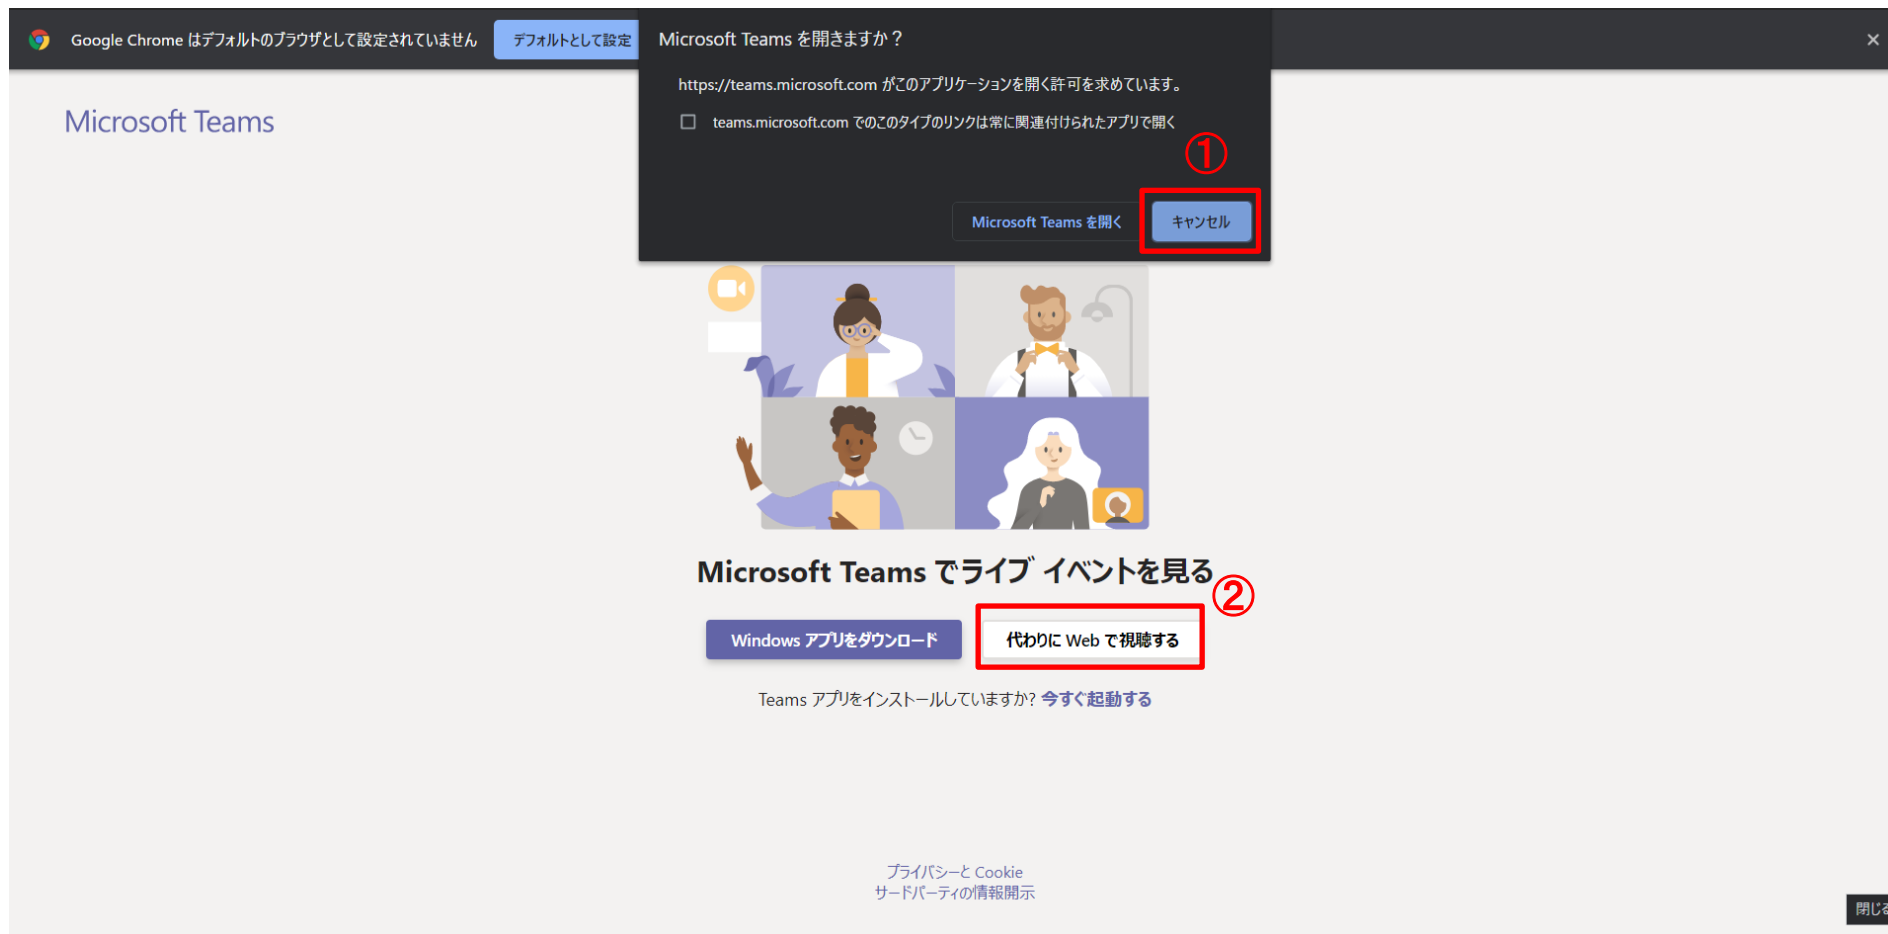 Google Chrome はデフォルトのブラウザとして設定されていません
デフォルトとして設定
Microsoft Teams を開きますか？
https://teams.microsoft.com がこのアプリケーションを開く許可を求めています。
teams.microsoft.com でのこのタイプのリンクは常に関連付けられたアプリで開く
①
Microsoft Teams を開く
キャンセル
Microsoft Teams
Microsoft Teams でライブ イベントを見る
②
Windows アプリをダウンロード
代わりに Web で視聴する
Teams アプリをインストールしていますか? 今すぐ起動する
プライバシーと Cookie
サードパーティの情報開示
閉じる